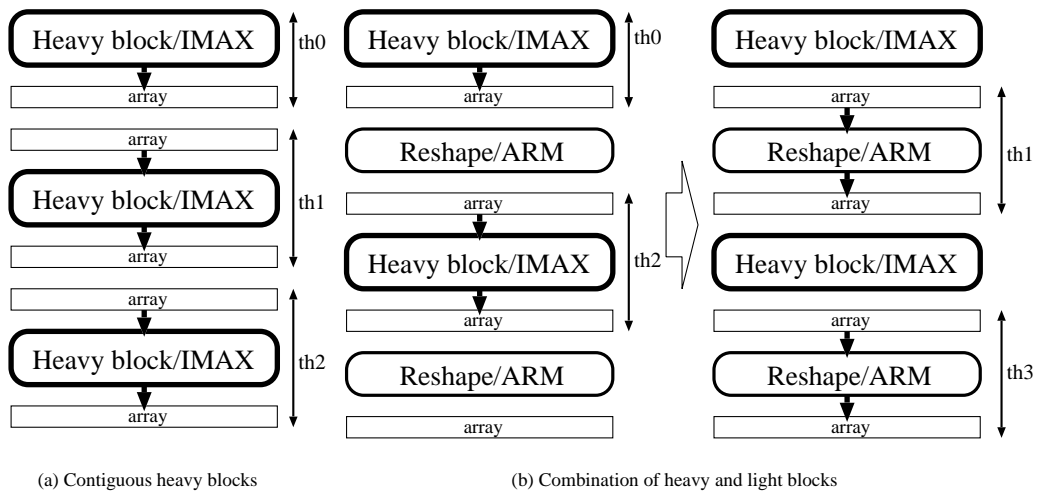 Heavy block/IMAX
th0
array
array
Heavy block/IMAX
th1
array
array
Heavy block/IMAX
th2
array
(a) Contiguous heavy blocks
Heavy block/IMAX
th0
array
Reshape/ARM
array
Heavy block/IMAX
th2
array
Reshape/ARM
array
Heavy block/IMAX
array
Reshape/ARM
th1
array
Heavy block/IMAX
array
Reshape/ARM
th3
array
(b) Combination of heavy and light blocks